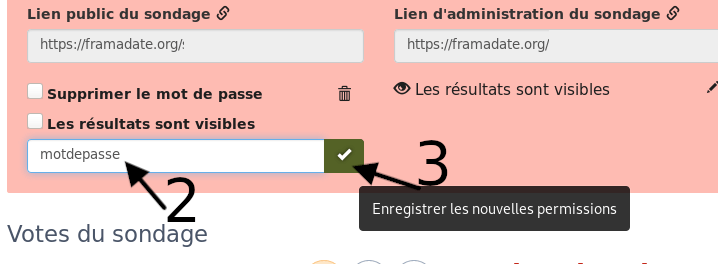 Lien public du sondage
https://framadate.org/
Supprimer le mot de passe
Les résultats sont visibles
motdepasse
Lien d'administration du sondage
https://framadate.org/
Les résultats sont visibles
2
3
Enregistrer les nouvelles permissions
Votes du sondage